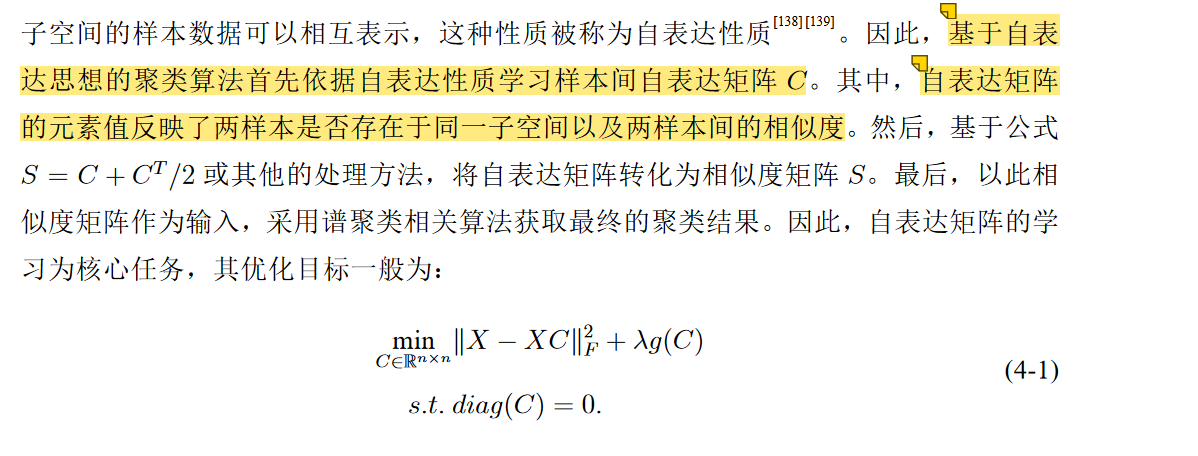 子空间的样本数据可以相互表示，这种性质被称为自表达性质[138][139]。因此，基于自表
达思想的聚类算法首先依据自表达性质学习样本间自表达矩阵 C。其中，自表达矩阵
的元素值反映了两样本是否存在于同一子空间以及两样本间的相似度。然后，基于公式
S = C + C^T/2 或其他的处理方法，将自表达矩阵转化为相似度矩阵 S。最后，以此相
似度矩阵作为输入，采用谱聚类相关算法获取最终的聚类结果。因此，自表达矩阵的学
习为核心任务，其优化目标一般为：
min_{C∈ℝ^{n×n}} ‖X − XC‖_F^2 + λg(C)
(4-1)
s.t. diag(C) = 0.